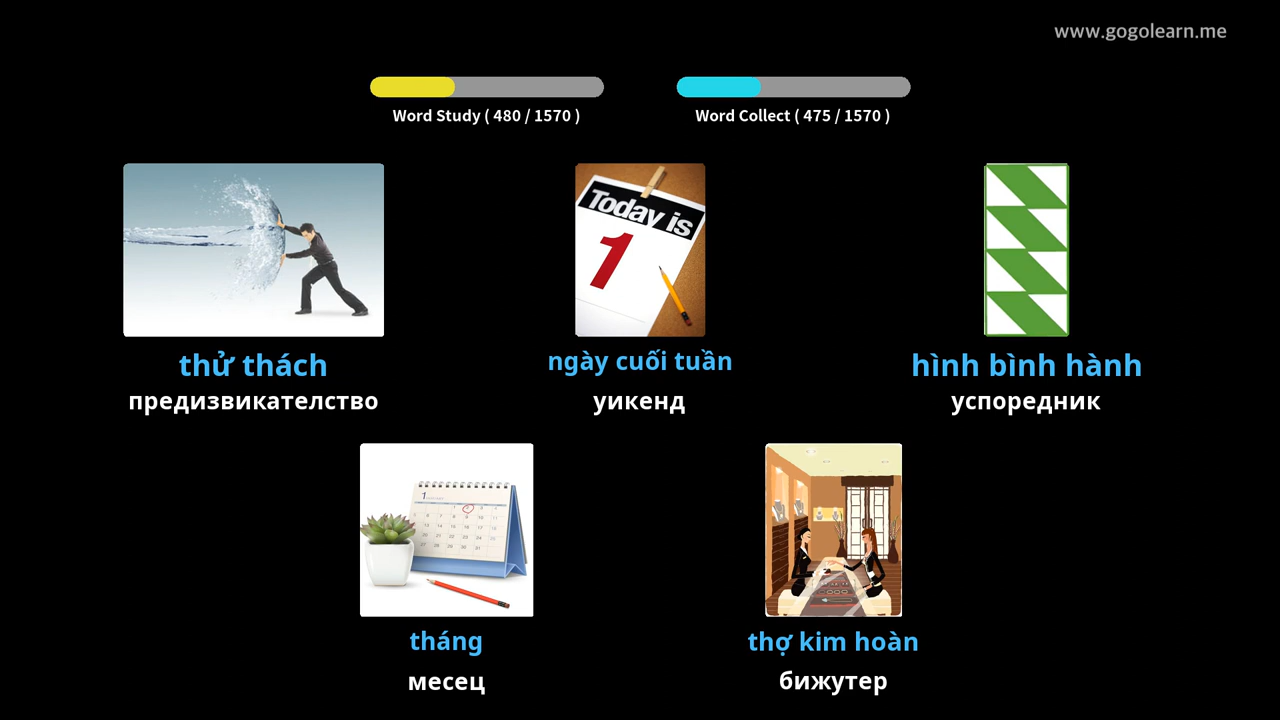 www.gogolearn.me
Word Study ( 480 / 1570 )
Word Collect ( 475 / 1570 )
Today is
1
thử thách
ngày cuối tuần
hình bình hành
предизвикателство
уикенд
успоредник
1
tháng
thợ kim hoàn
месец
бижутер